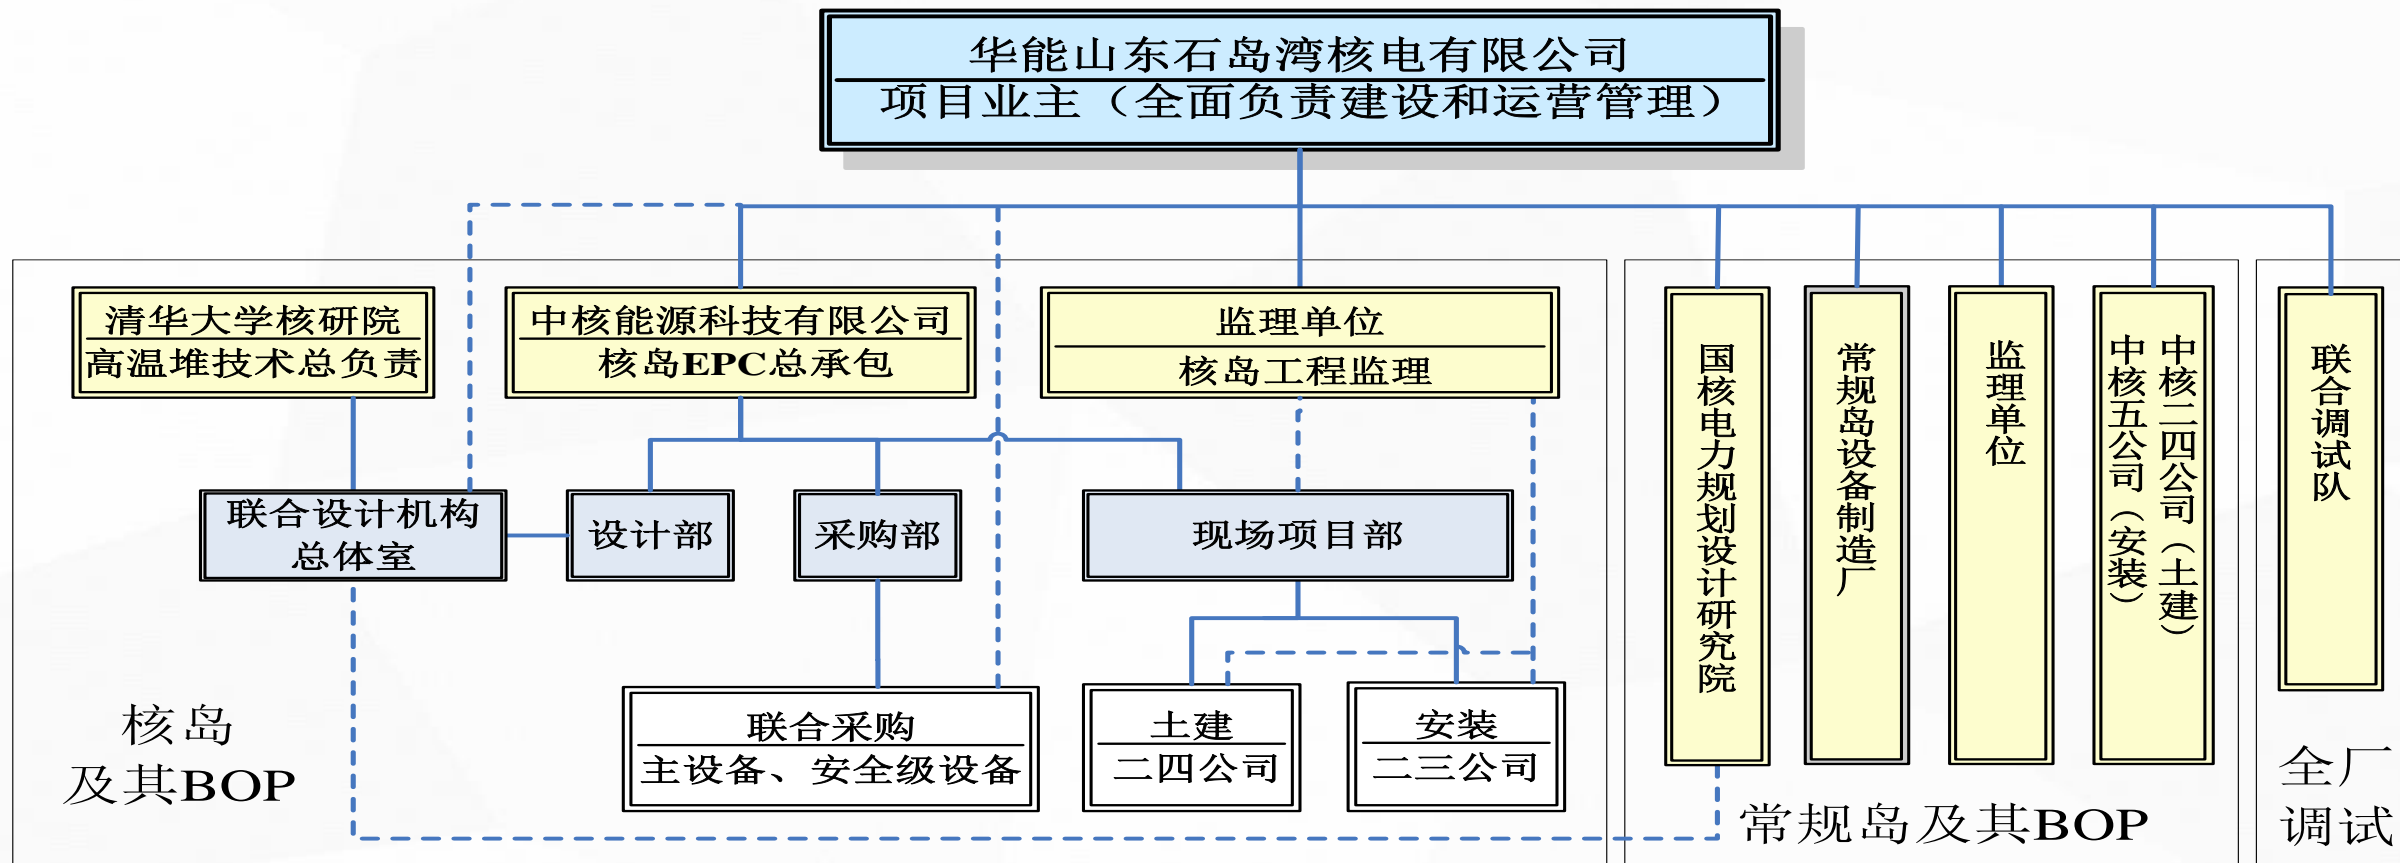 华能山东石岛湾核电有限公司
项目业主（全面负责建设和运营管理）
清华大学核研院
高温堆技术总负责
中核能源科技有限公司
核岛EPC总承包
监理单位
核岛工程监理
联合设计机构
总体室
设计部
采购部
现场项目部
联合采购
主设备、安全级设备
土建
二四公司
安装
二三公司
核岛
及其BOP
国核电力规划设计研究院
常规岛设备制造厂
监理单位
中核二四公司（土建）
中核五公司（安装）
常规岛及其BOP
联合调试队
全厂
调试